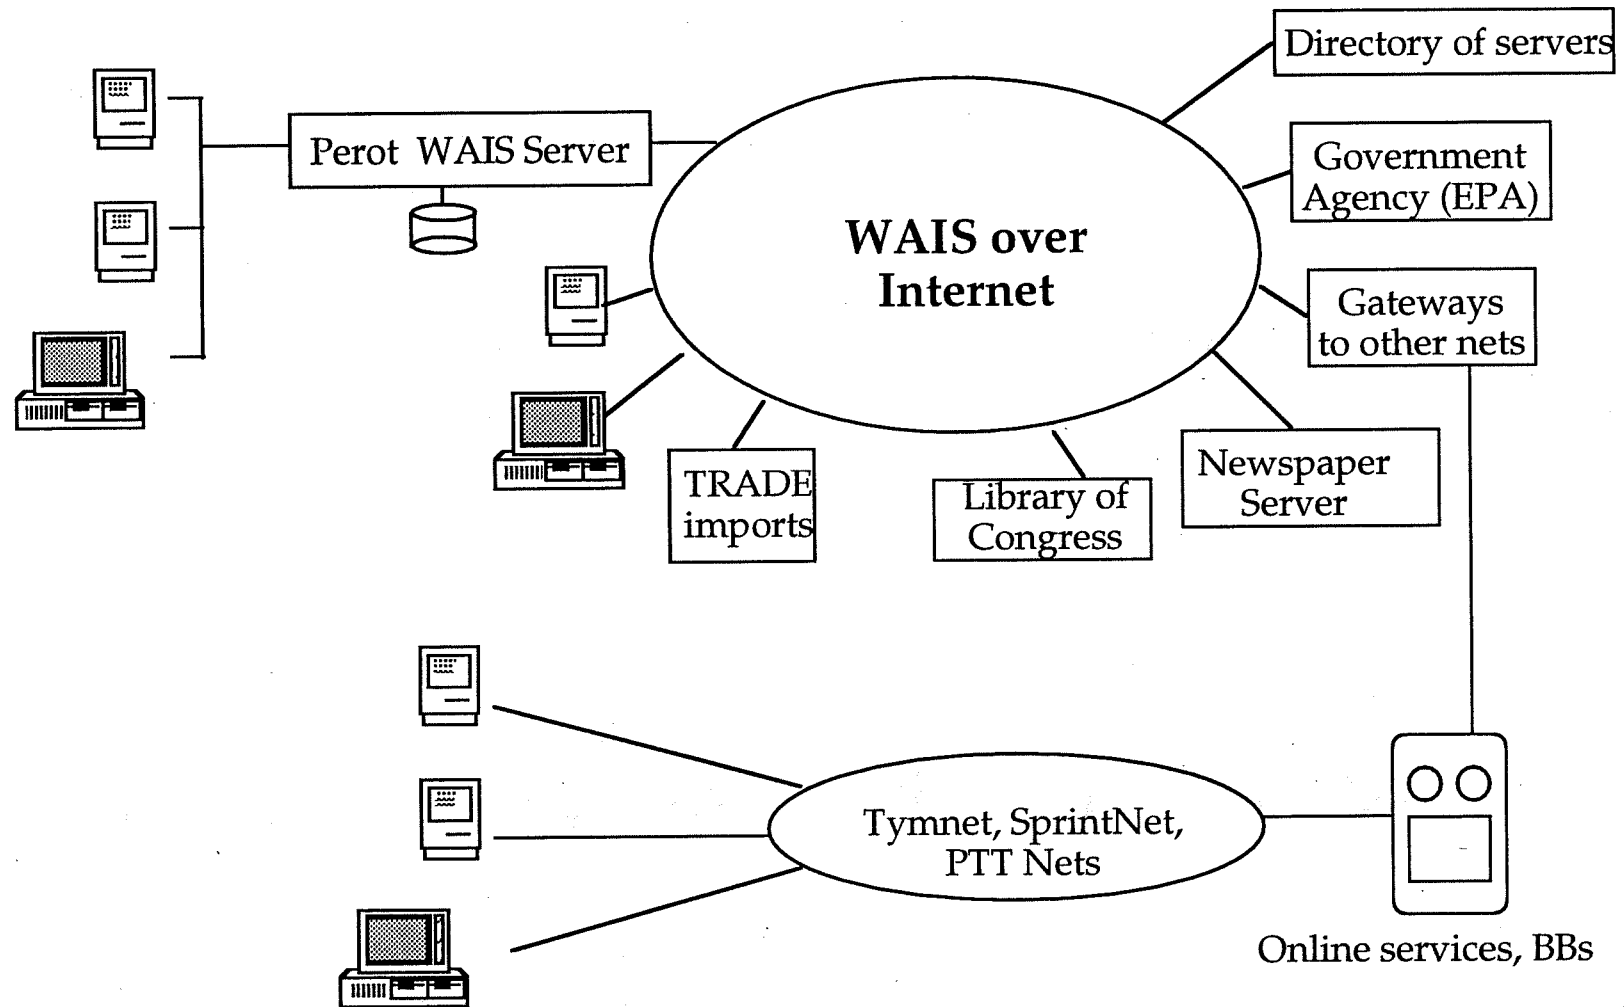 Directory of servers
Perot WAIS Server
Government
Agency (EPA)
WAIS over
Internet
Gateways
to other nets
TRADE
imports
Library of
Congress
Newspaper
Server
Tymnet, SprintNet,
PTT Nets
Online services, BBs